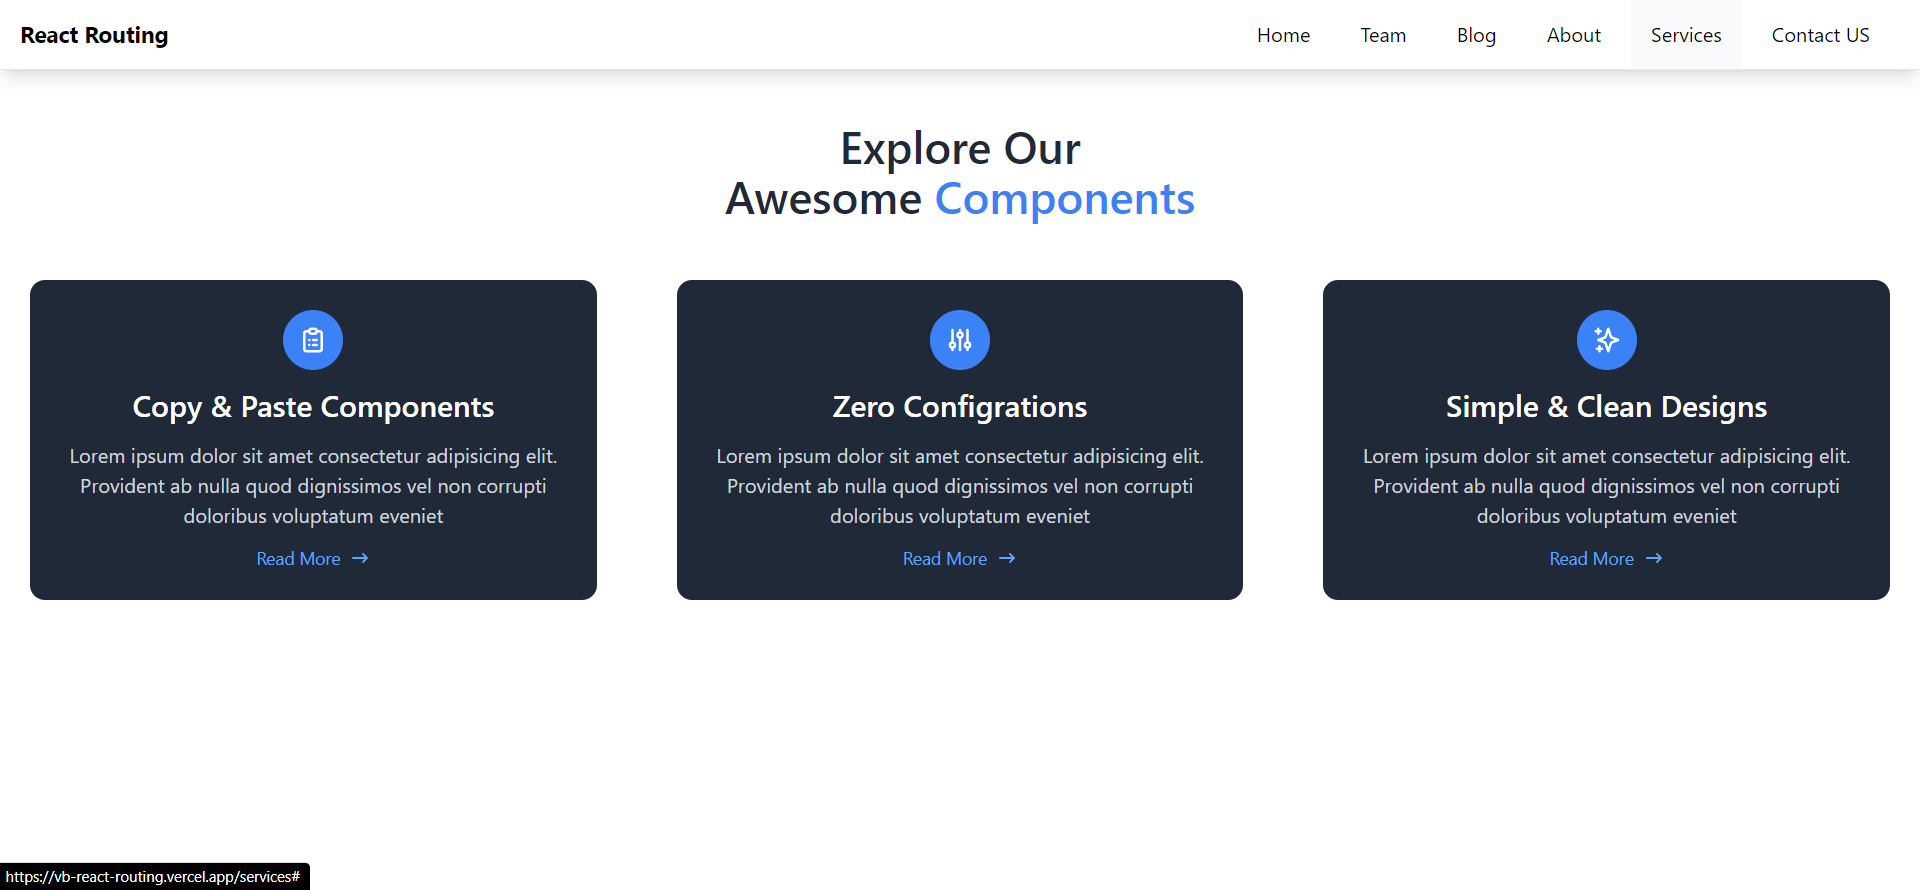 React Routing
Home
Team
Blog
About
Services
Contact US
Explore Our
Awesome Components
Copy & Paste Components
Lorem ipsum dolor sit amet consectetur adipisicing elit.
Provident ab nulla quod dignissimos vel non corrupti
doloribus voluptatum eveniet
Read More →
Zero Configrations
Lorem ipsum dolor sit amet consectetur adipisicing elit.
Provident ab nulla quod dignissimos vel non corrupti
doloribus voluptatum eveniet
Read More →
Simple & Clean Designs
Lorem ipsum dolor sit amet consectetur adipisicing elit.
Provident ab nulla quod dignissimos vel non corrupti
doloribus voluptatum eveniet
Read More →
https://vb-react-routing.vercel.app/services#